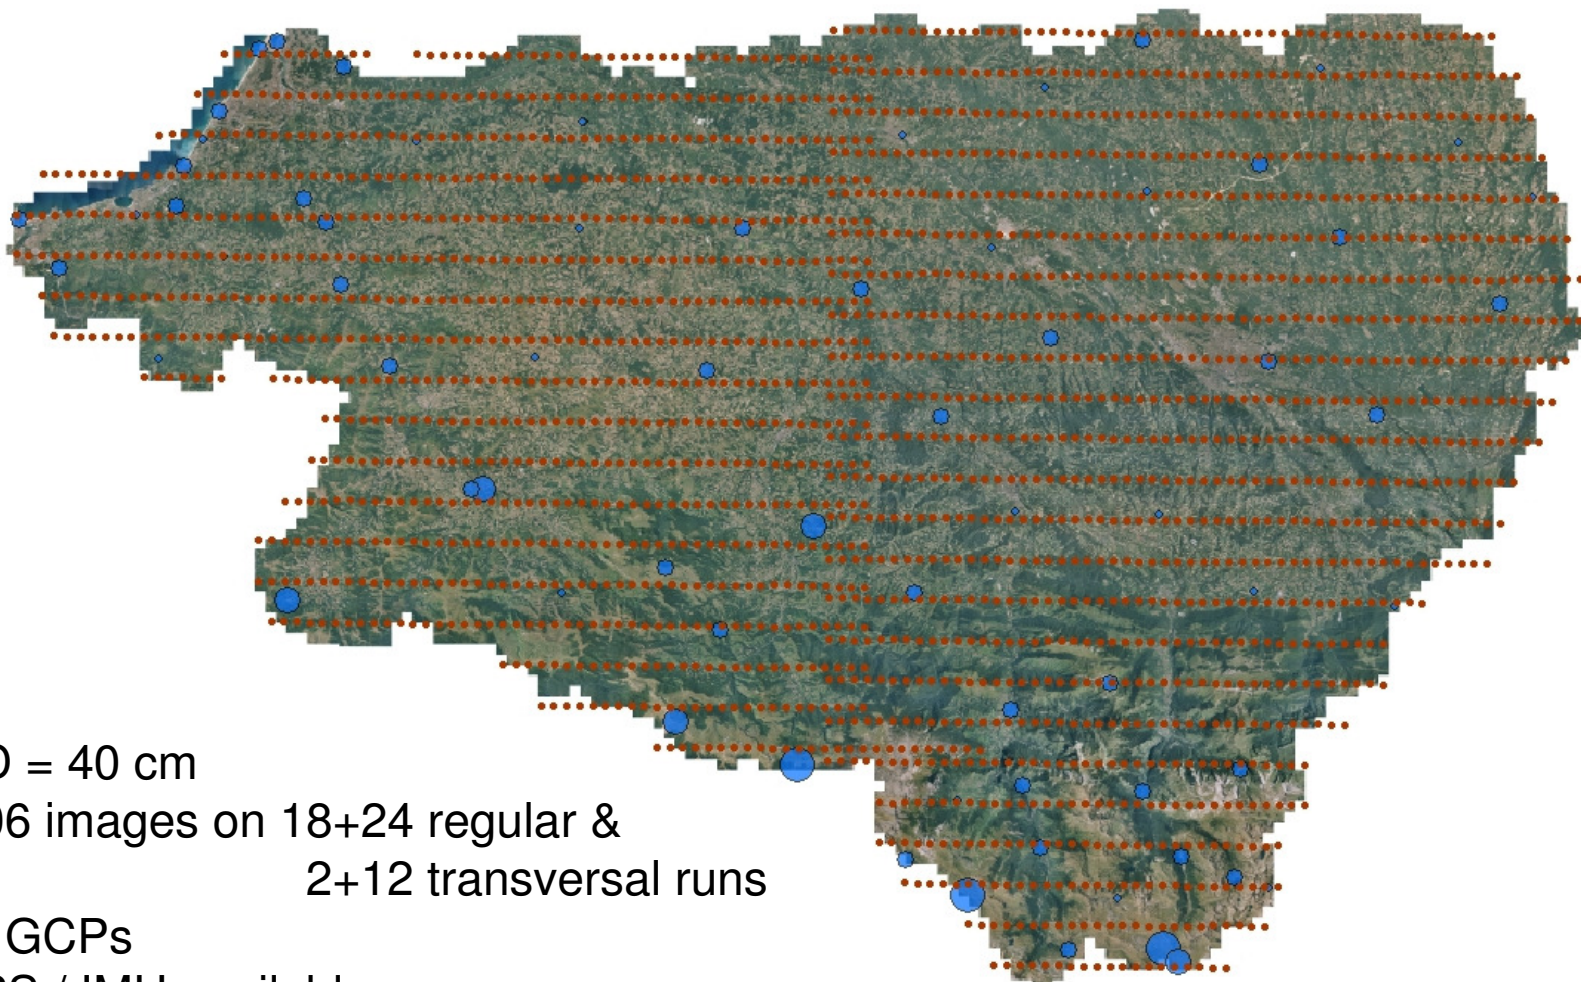 = 40 cm
images on 18+24 regular &
2+12 transversal runs
GCPs